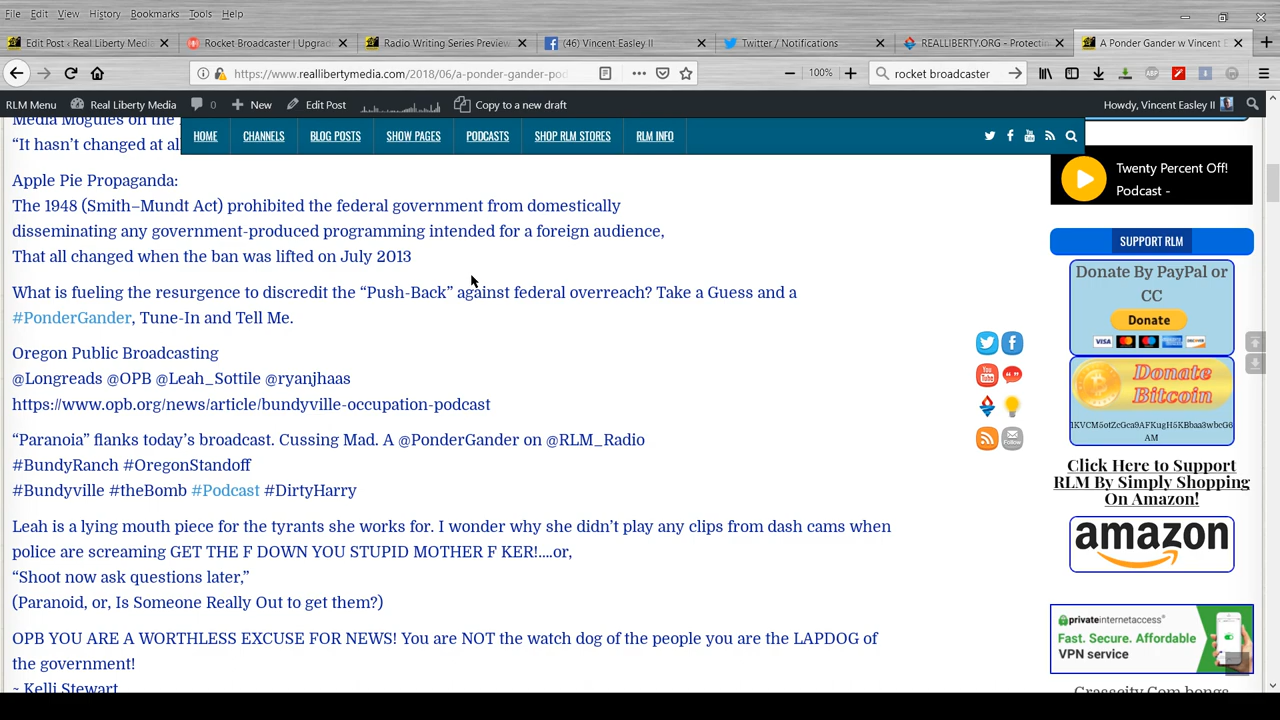 File Edit View History Bookmarks Tools Help
Edit Post ‹ Real Liberty Media
Rocket Broadcaster | Upgra
Radio Writing Series Preview
(46) Vincent Easley II
Twitter / Notifications
REALLIBERTY.ORG - Protectin
A Ponder Gander w Vincent E
https://www.reallibertymedia.com/2018/06/a-ponder-gander-pod
100%
rocket broadcaster
RLM Menu Real Liberty Media 0 New Edit Post Copy to a new draft Howdy, Vincent Easley II
HOME CHANNELS BLOG POSTS SHOW PAGES PODCASTS SHOP RLM STORES RLM INFO
Media Mogules on the
“It hasn’t changed at al
Apple Pie Propaganda:
The 1948 (Smith–Mundt Act) prohibited the federal government from domestically
disseminating any government-produced programming intended for a foreign audience,
That all changed when the ban was lifted on July 2013
What is fueling the resurgence to discredit the “Push-Back” against federal overreach? Take a Guess and a
#PonderGander, Tune-In and Tell Me.
Oregon Public Broadcasting
@Longreads @OPB @Leah_Sottile @ryanjhaas
https://www.opb.org/news/article/bundyville-occupation-podcast
“Paranoia” flanks today’s broadcast. Cussing Mad. A @PonderGander on @RLM_Radio
#BundyRanch #OregonStandoff
#Bundyville #theBomb #Podcast #DirtyHarry
Leah is a lying mouth piece for the tyrants she works for. I wonder why she didn’t play any clips from dash cams when
police are screaming GET THE F DOWN YOU STUPID MOTHER F KER!....or,
“Shoot now ask questions later,”
(Paranoid, or, Is Someone Really Out to get them?)
OPB YOU ARE A WORTHLESS EXCUSE FOR NEWS! You are NOT the watch dog of the people you are the LAPDOG of
the government!
~ Kelli Stewart
Twenty Percent Off!
Podcast -
SUPPORT RLM
Donate By PayPal or
CC
Donate
VISA
Donate
Bitcoin
Click Here to Support
RLM By Simply Shopping
On Amazon!
amazon
privateinternetaccess
Fast. Secure. Affordable
VPN service
Grasscity.Com bongs
You
Tube
Follow